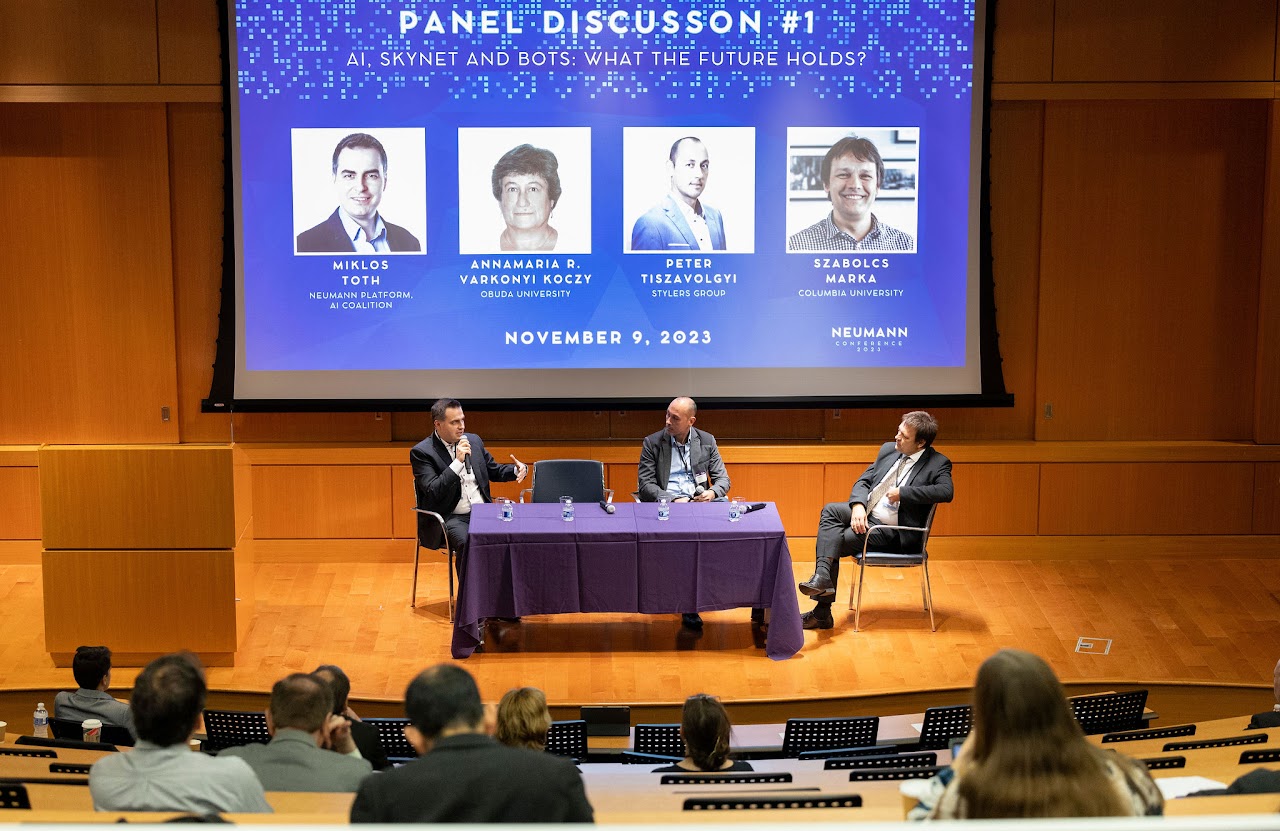 PANEL DISCUSSON #1
AI, SKYNET AND BOTS: WHAT THE FUTURE HOLDS?
MIKLOS
TOTH
NEUMANN PLATFORM,
AI COALITION
ANNAMARIA R.
VARKONYI KOCZY
OBUDA UNIVERSITY
PETER
TISZAVOLGYI
STYLERS GROUP
SZABOLCS
MARKA
COLUMBIA UNIVERSITY
NOVEMBER 9, 2023
NEUMANN
CONFERENCE
2023